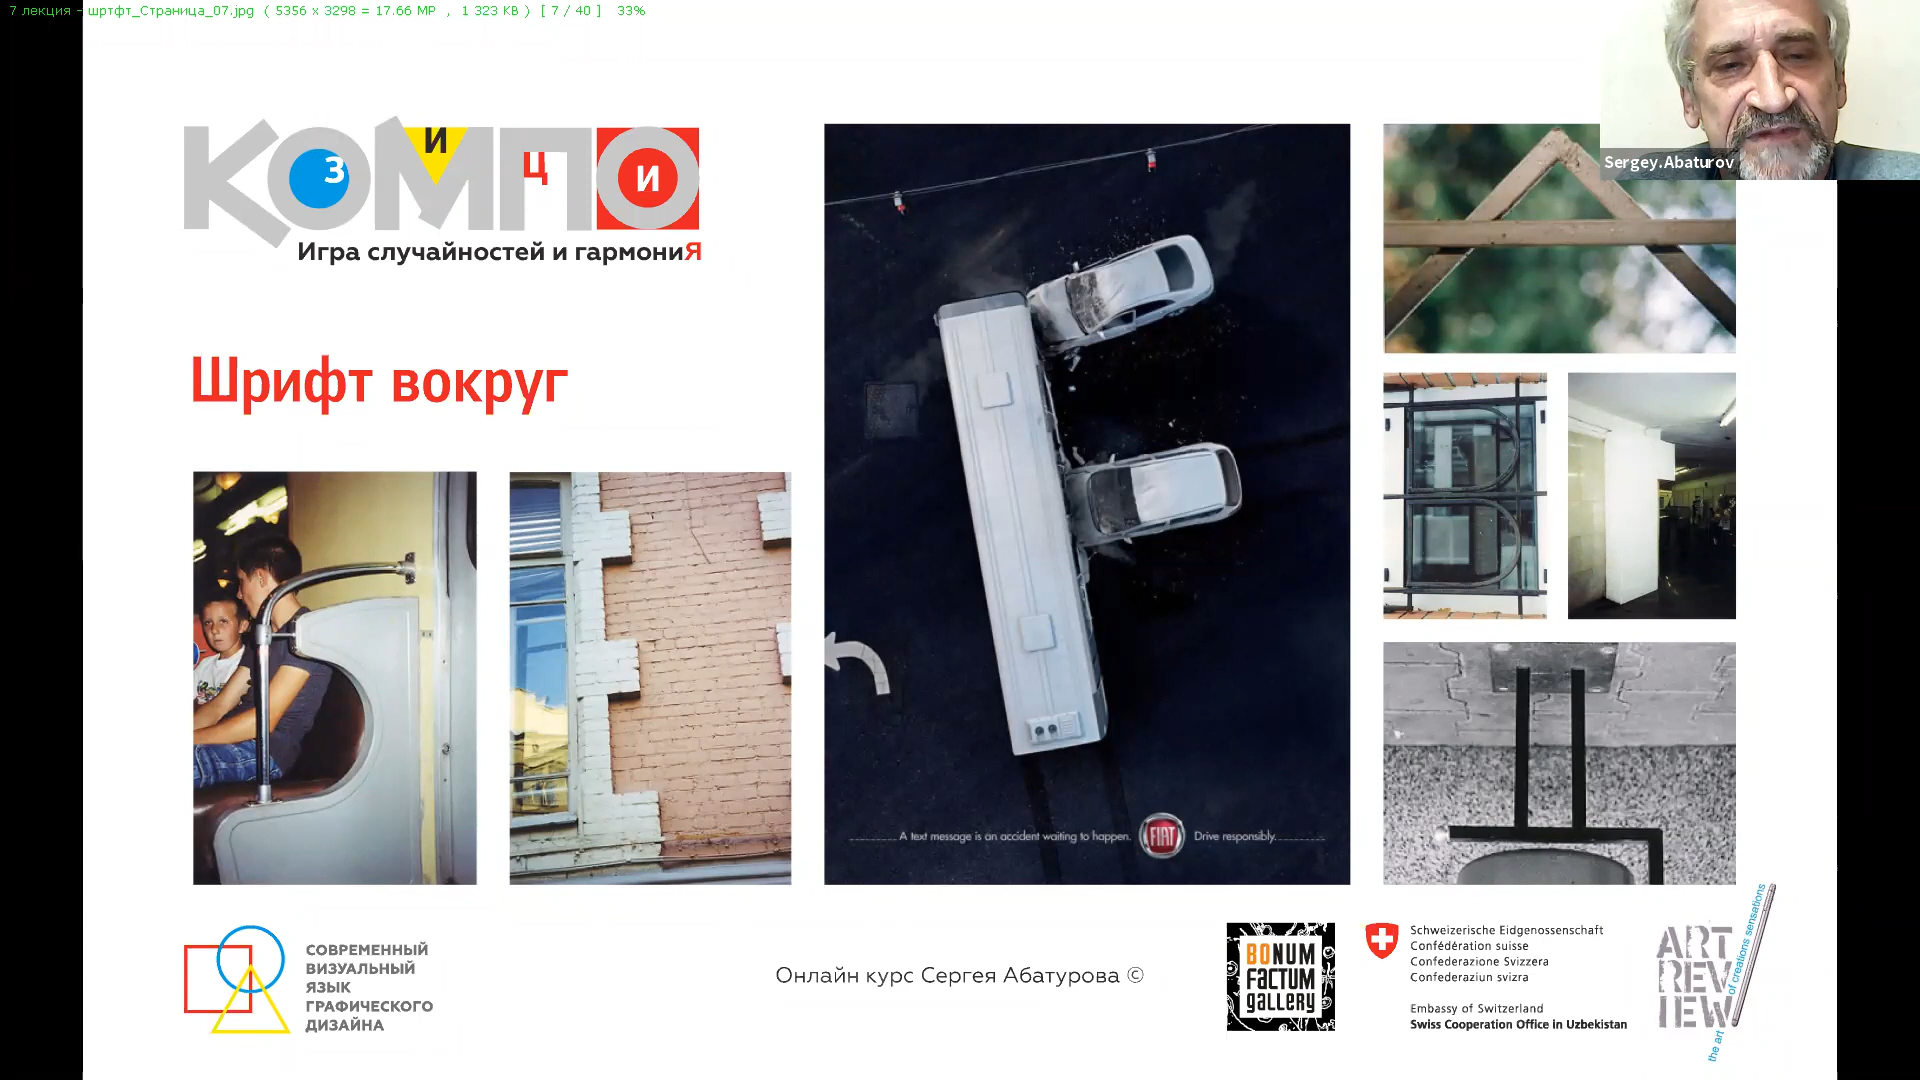 7 лекция - шртфт_Страница_07.jpg ( 5356 x 3298 = 17.66 MP , 1 323 KB ) [ 7 / 40 ] 33%
Sergey.Abaturov
КОМПО
ЗИЦИИ
Игра случайностей и гармониЯ
Шрифт вокруг
A text message is an accident waiting to happen. FIAT Drive responsibly.
СОВРЕМЕННЫЙ
ВИЗУАЛЬНЫЙ
ЯЗЫК
ГРАФИЧЕСКОГО
ДИЗАЙНА
Онлайн курс Сергея Абатурова ©
BONUM
FACTUM
gallery
Schweizerische Eidgenossenschaft
Confédération suisse
Confederazione Svizzera
Confederaziun svizra
Embassy of Switzerland
Swiss Cooperation Office in Uzbekistan
ART
REV
IEW
the art of creations sensations